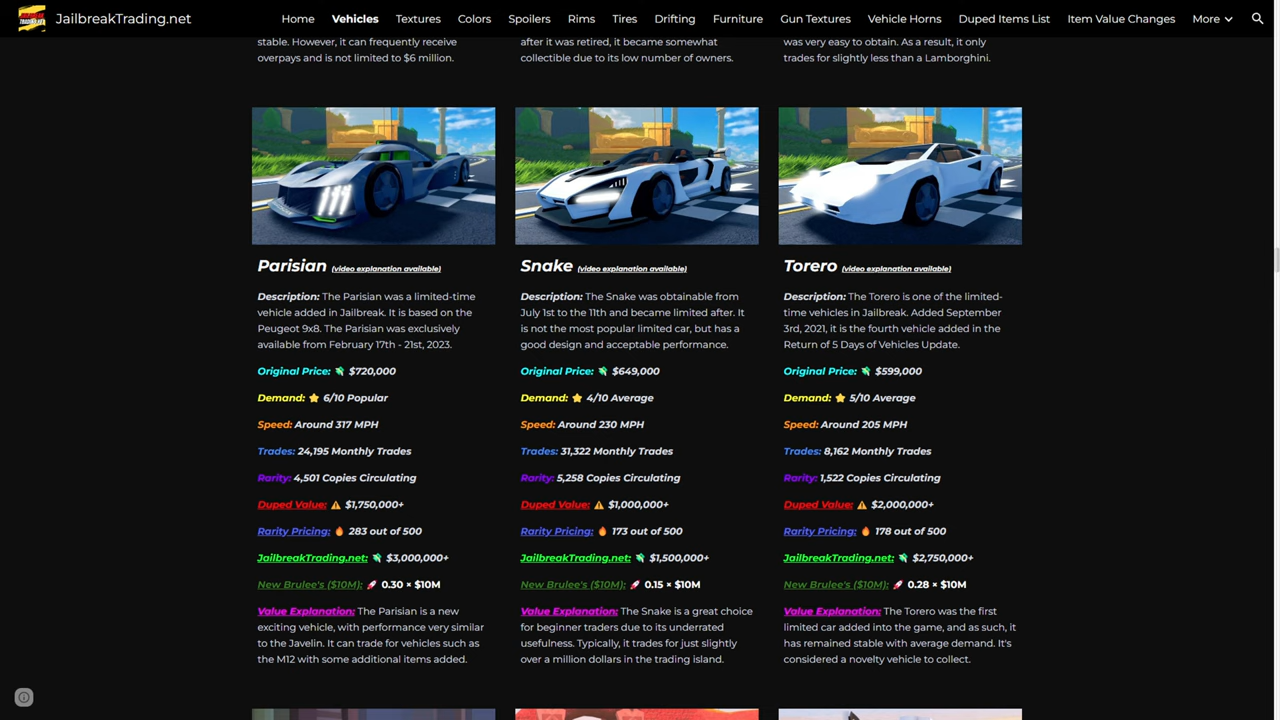 JailbreakTrading.net
Home Vehicles Textures Colors Spoilers Rims Tires Drifting Furniture Gun Textures Vehicle Horns Duped Items List Item Value Changes More
stable. However, it can frequently receive
overpays and is not limited to $6 million.
after it was retired, it became somewhat
collectible due to its low number of owners.
was very easy to obtain. As a result, it only
trades for slightly less than a Lamborghini.
Parisian (video explanation available)
Description: The Parisian was a limited-time
vehicle added in Jailbreak. It is based on the
Peugeot 9x8. The Parisian was exclusively
available from February 17th - 21st, 2023.
Original Price: $720,000
Demand: 6/10 Popular
Speed: Around 317 MPH
Trades: 24,195 Monthly Trades
Rarity: 4,501 Copies Circulating
Duped Value: $1,750,000+
Rarity Pricing: 283 out of 500
JailbreakTrading.net: $3,000,000+
New Brulee's ($10M): 0.30 × $10M
Value Explanation: The Parisian is a new
exciting vehicle, with performance very similar
to the Javelin. It can trade for vehicles such as
the M12 with some additional items added.
Snake (video explanation available)
Description: The Snake was obtainable from
July 1st to the 11th and became limited after. It
is not the most popular limited car, but has a
good design and acceptable performance.
Original Price: $649,000
Demand: 4/10 Average
Speed: Around 230 MPH
Trades: 31,322 Monthly Trades
Rarity: 5,258 Copies Circulating
Duped Value: $1,000,000+
Rarity Pricing: 173 out of 500
JailbreakTrading.net: $1,500,000+
New Brulee's ($10M): 0.15 × $10M
Value Explanation: The Snake is a great choice
for beginner traders due to its underrated
usefulness. Typically, it trades for just slightly
over a million dollars in the trading island.
Torero (video explanation available)
Description: The Torero is one of the limited-
time vehicles in Jailbreak. Added September
3rd, 2021, it is the fourth vehicle added in the
Return of 5 Days of Vehicles Update.
Original Price: $599,000
Demand: 5/10 Average
Speed: Around 205 MPH
Trades: 8,162 Monthly Trades
Rarity: 1,522 Copies Circulating
Duped Value: $2,000,000+
Rarity Pricing: 178 out of 500
JailbreakTrading.net: $2,750,000+
New Brulee's ($10M): 0.28 × $10M
Value Explanation: The Torero was the first
limited car added into the game, and as such, it
has remained stable with average demand. It's
considered a novelty vehicle to collect.